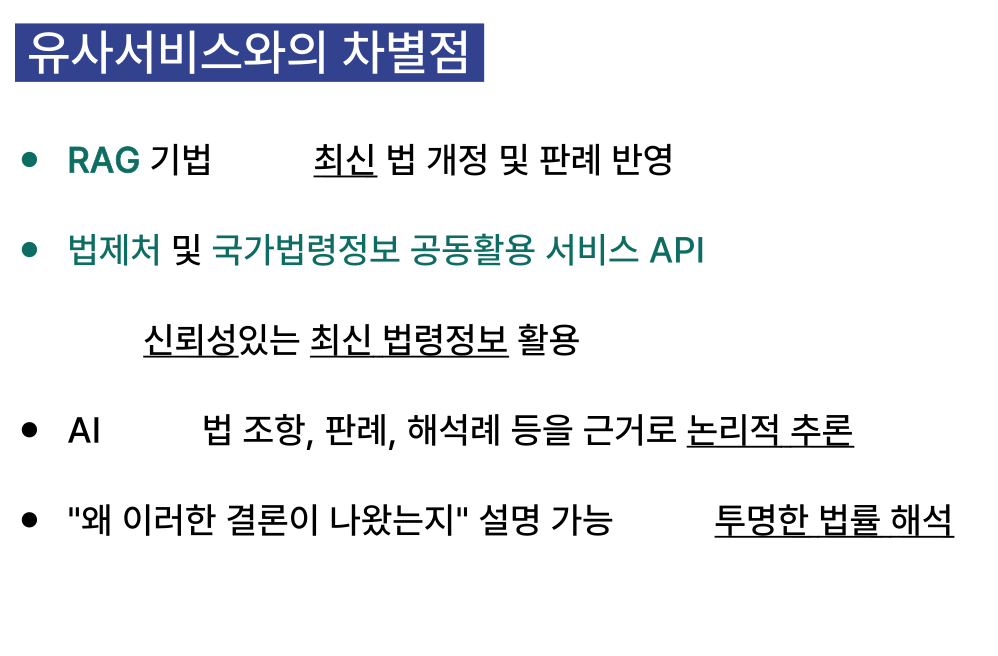 유사서비스와의 차별점
• RAG 기법 최신 법 개정 및 판례 반영
• 법제처 및 국가법령정보 공동활용 서비스 API
신뢰성있는 최신 법령정보 활용
• AI 법 조항, 판례, 해석례 등을 근거로 논리적 추론
• "왜 이러한 결론이 나왔는지" 설명 가능 투명한 법률 해석